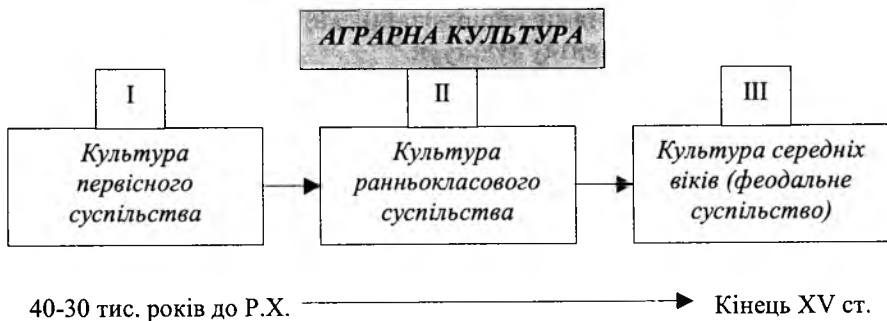 АГРАРНА КУЛЬТУРА
I
II
III
Культура
первісного
суспільства
Культура
ранньокласового
суспільства
Культура середніх
віків (феодальне
суспільство)
40-30 тис. років до Р.Х.
Кінець XV ст.